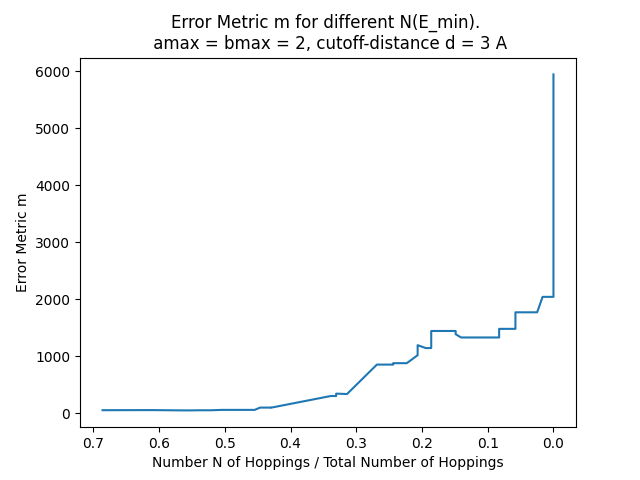 Error Metric m for different N(E_min).
amax = bmax = 2, cutoff-distance d = 3 A
6000
5000
4000
3000
2000
1000
0
Error Metric m
0.7 0.6 0.5 0.4 0.3 0.2 0.1 0.0
Number N of Hoppings / Total Number of Hoppings